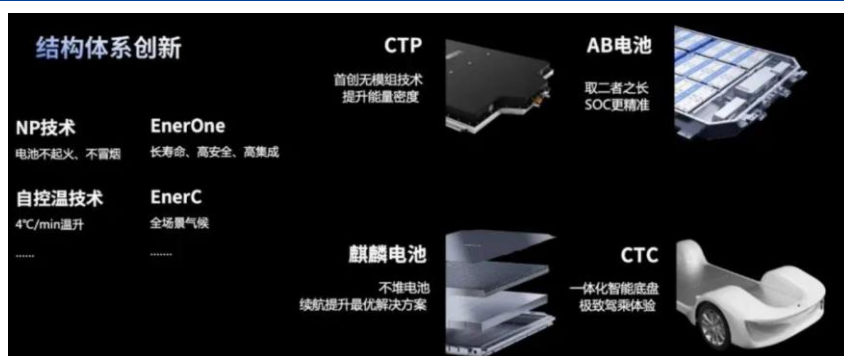 结构体系创新
NP技术
电池不起火、不冒烟
EnerOne
长寿命、高安全、高集成
自控温技术
4℃/min温升
......
EnerC
全场景气候
.......
CTP
首创无模组技术
提升能量密度
AB电池
取二者之长
SOC更精准
麒麟电池
不堆电池
续航提升最优解决方案
CTC
一体化智能底盘
极致驾乘体验